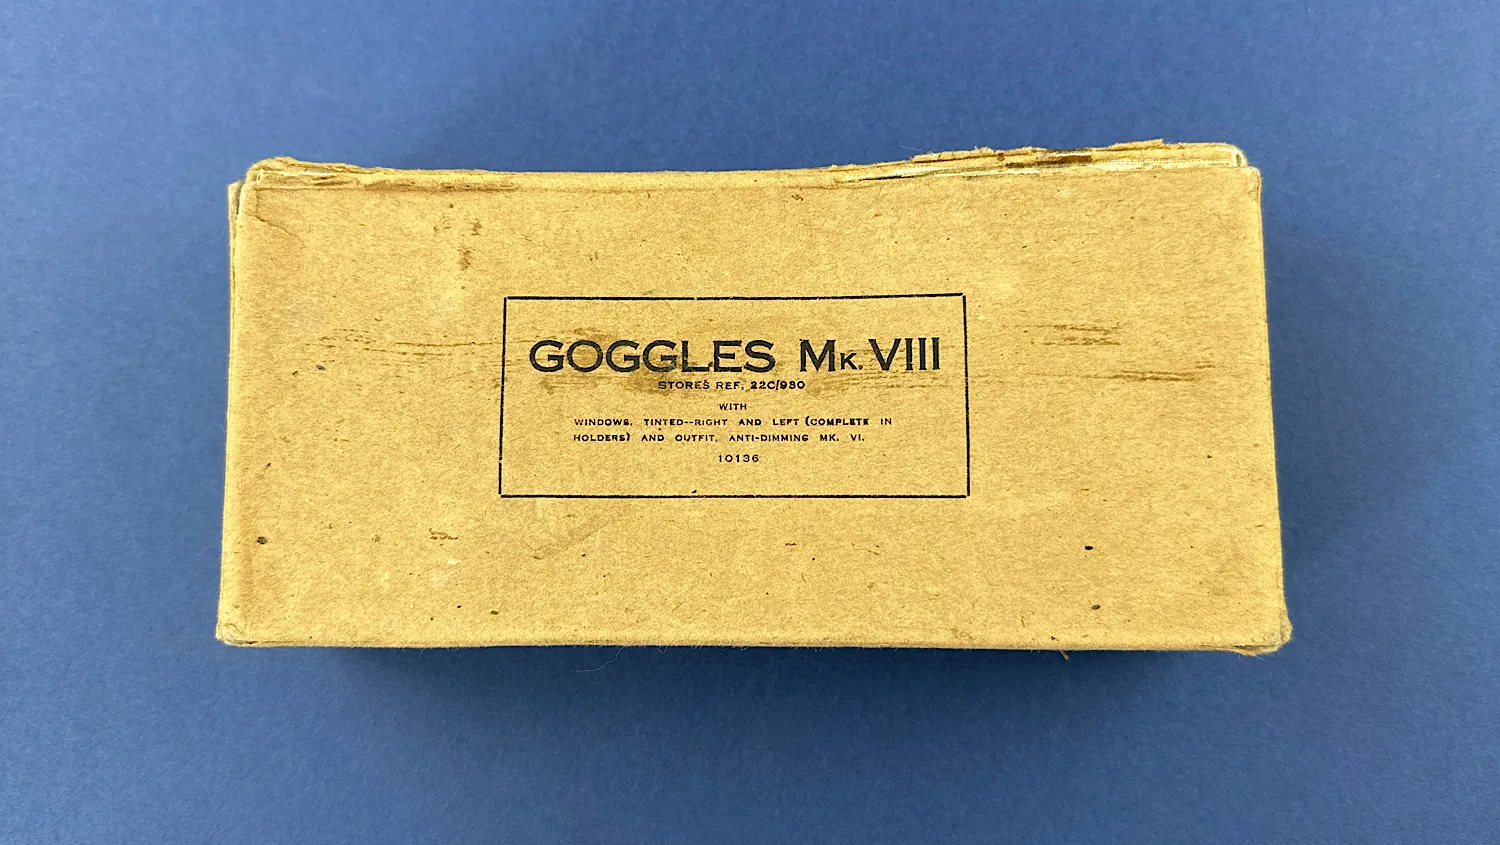 GOGGLES MK. VIII
STORES REF. 22C/930
WITH
WINDOWS, TINTED--RIGHT AND LEFT (COMPLETE IN
HOLDERS) AND OUTFIT, ANTI-DIMMING MK. VI.
10136